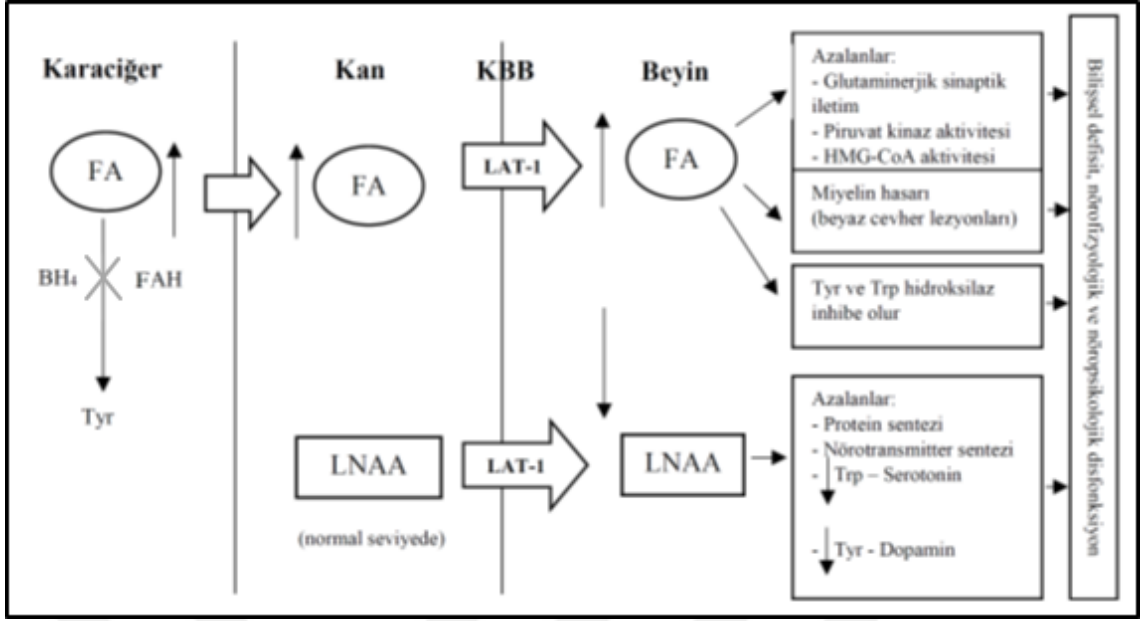 Karaciğer
Kan
KBB
Beyin
FA
BH₄
FAH
Tyr
FA
LAT-1
FA
LNAA
(normal seviyede)
LAT-1
LNAA
Azalanlar:
- Glutaminerjik sinaptik
iletim
- Piruvat kinaz aktivitesi
- HMG-CoA aktivitesi
Miyelin hasarı
(beyaz cevher lezyonları)
Tyr ve Trp hidroksilaz
inhibe olur
Azalanlar:
- Protein sentezi
- Nörotransmitter sentezi
- Trp – Serotonin
- Tyr - Dopamin
Bilişsel defisit, nörofizyolojik ve nöropsikolojik disfonksiyon